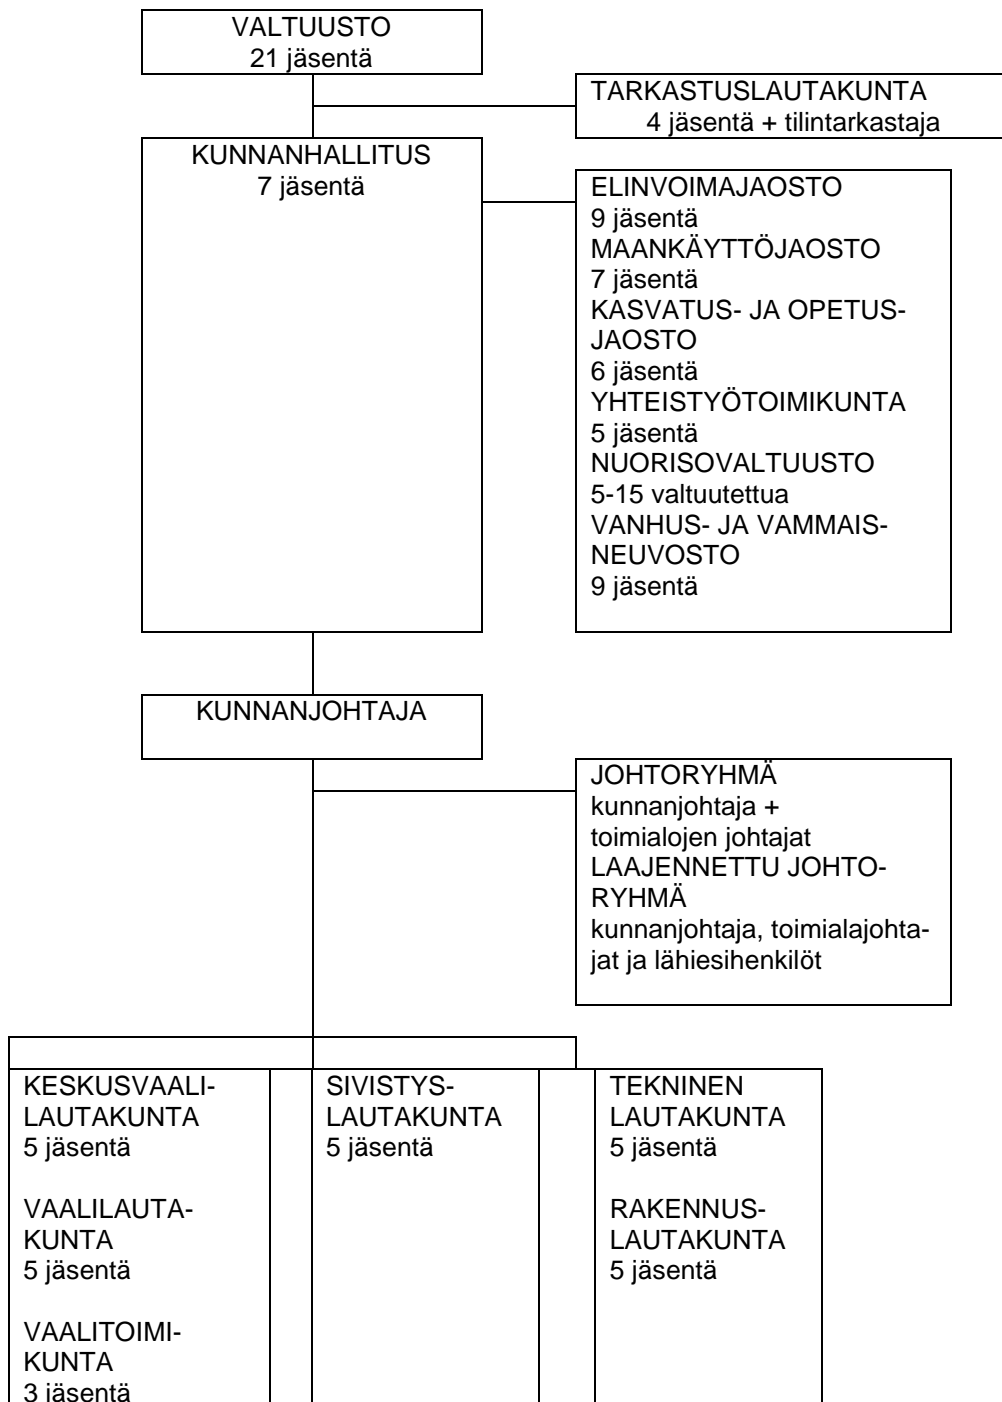 VALTUUSTO
21 jäsentä
TARKASTUSLAUTAKUNTA
4 jäsentä + tilintarkastaja
KUNNANHALLITUS
7 jäsentä
ELINVOIMAJAOSTO
9 jäsentä
MAANKÄYTTÖJAOSTO
7 jäsentä
KASVATUS- JA OPETUS-
JAOSTO
6 jäsentä
YHTEISTYÖTOIMIKUNTA
5 jäsentä
NUORISOVALTUUSTO
5-15 valtuutettua
VANHUS- JA VAMMAIS-
NEUVOSTO
9 jäsentä
KUNNANJOHTAJA
JOHTORYHMÄ
kunnanjohtaja +
toimialojen johtajat
LAAJENNETTU JOHTO-
RYHMÄ
kunnanjohtaja, toimialajohta-
jat ja lähiesihenkilöt
KESKUSVAALI-
LAUTAKUNTA
5 jäsentä
VAALILAUTA-
KUNTA
5 jäsentä
VAALITOIMI-
KUNTA
3 jäsentä
SIVISTYS-
LAUTAKUNTA
5 jäsentä
TEKNINEN
LAUTAKUNTA
5 jäsentä
RAKENNUS-
LAUTAKUNTA
5 jäsentä